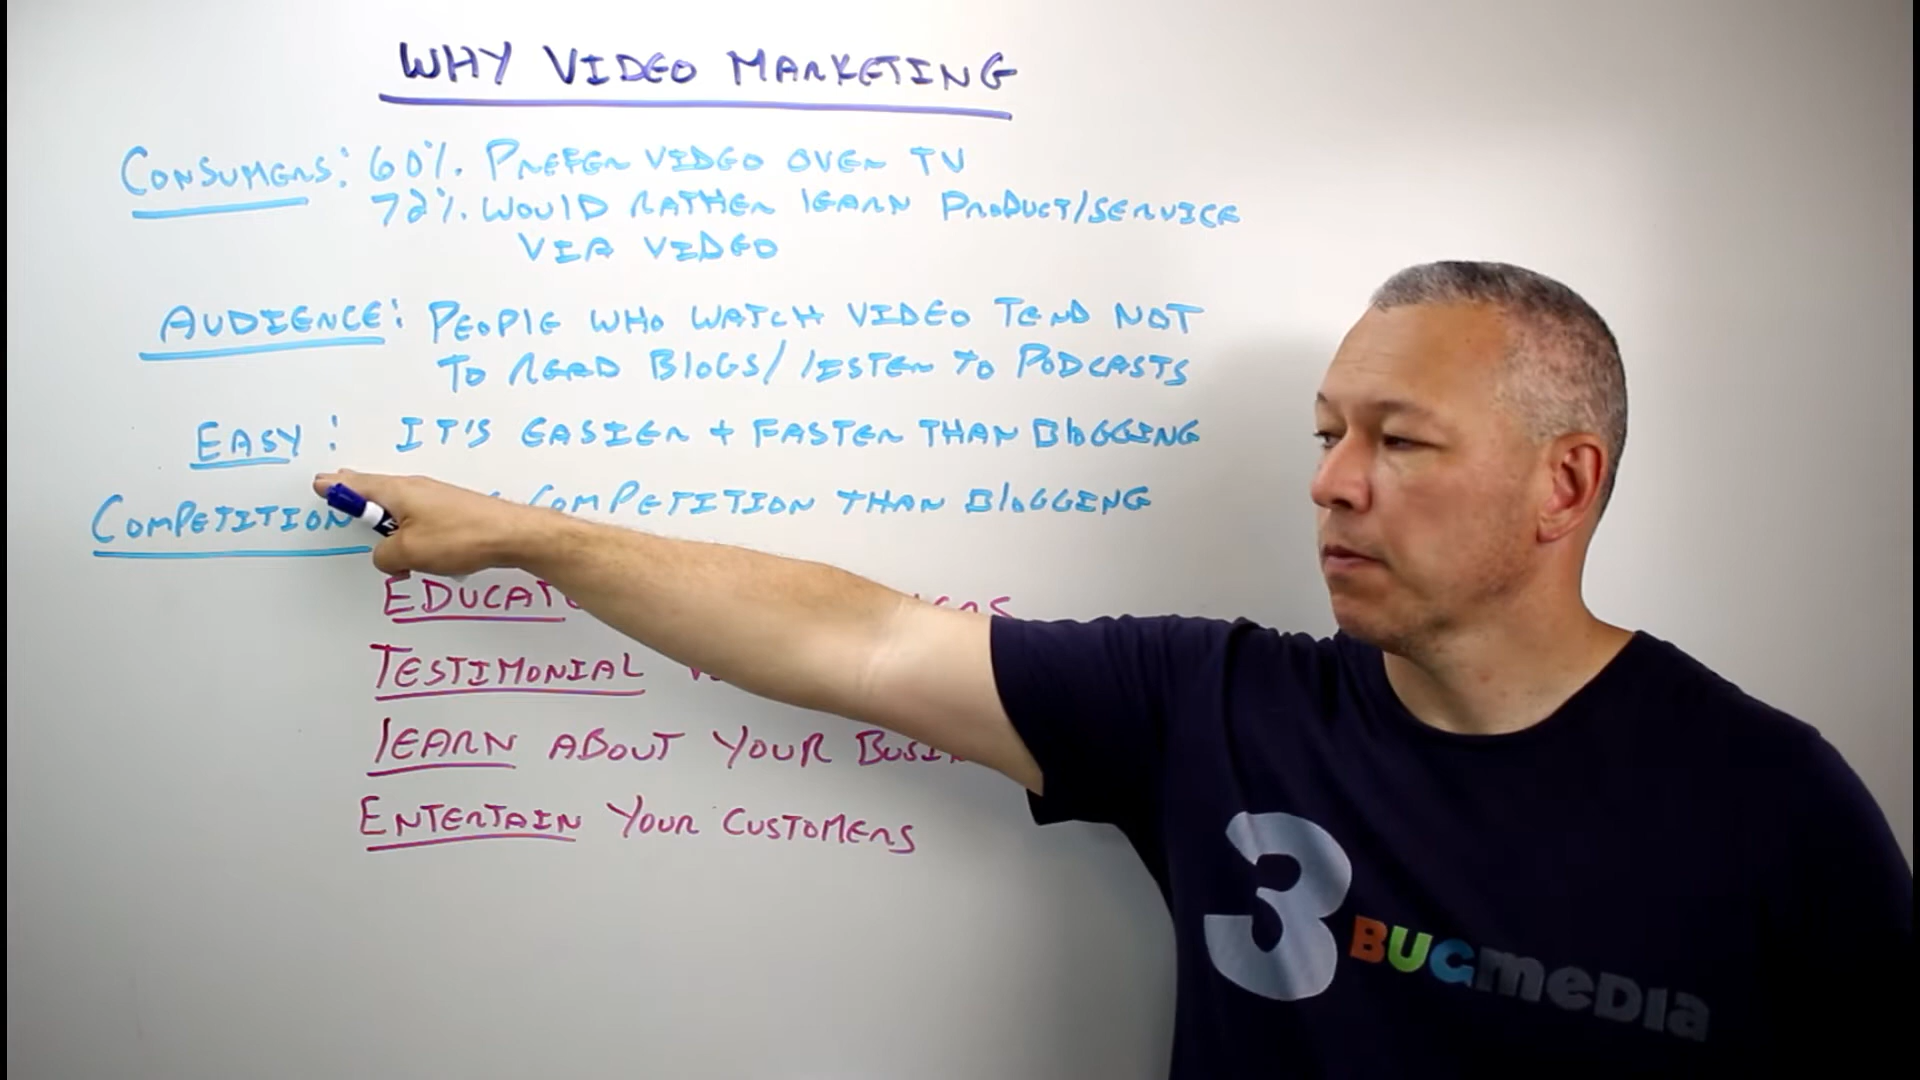 WHY VIDEO MARKETING
CONSUMERS: 60% PREFER VIDEO OVER TV
72% WOULD RATHER LEARN PRODUCT/SERVICE
VIA VIDEO
AUDIENCE: PEOPLE WHO WATCH VIDEO TEND NOT
TO READ BLOGS/LISTEN TO PODCASTS
EASY: IT'S EASIER + FASTER THAN BLOGGING
COMPETITION COMPETITION THAN BLOGGING
EDUCATE
TESTIMONIAL
LEARN ABOUT YOUR
ENTERTAIN YOUR CUSTOMERS
3 BUGmeDIa